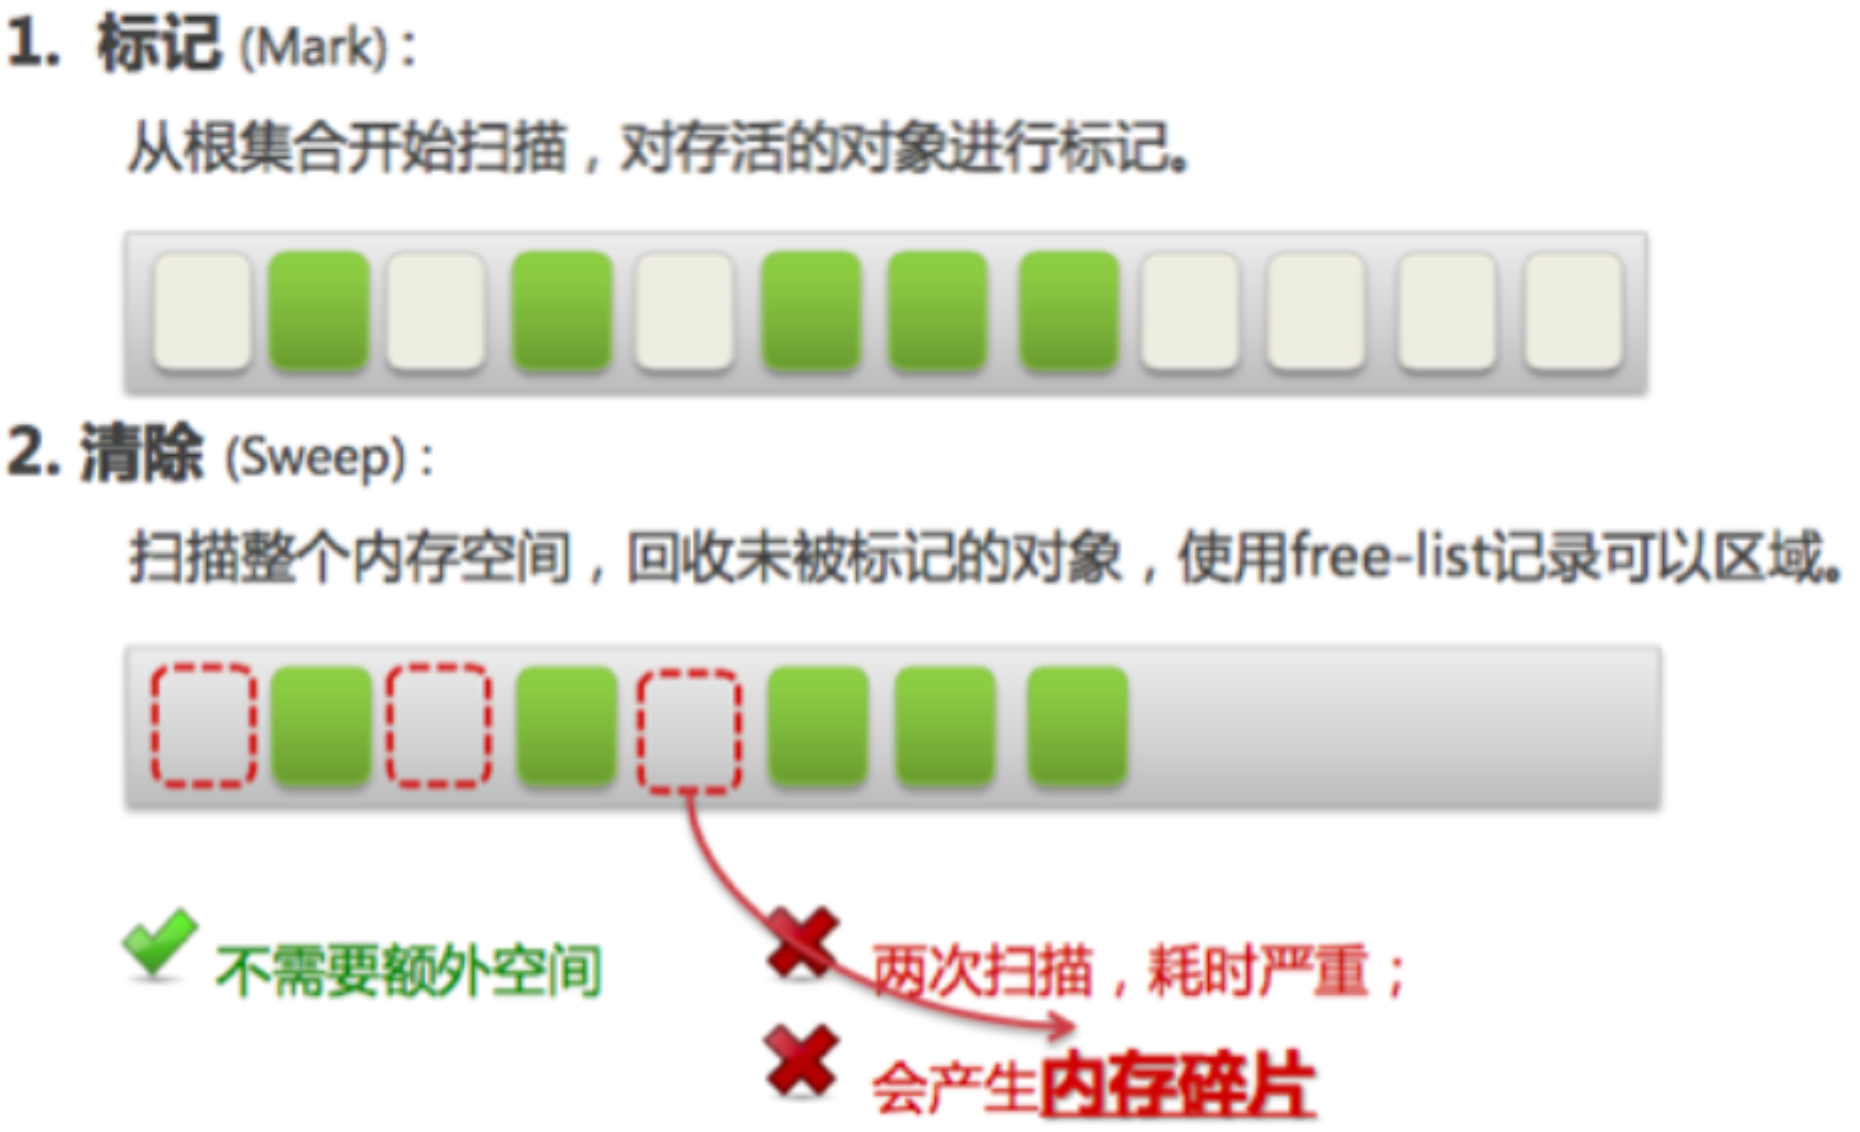 1. 标记 (Mark)：
从根集合开始扫描，对存活的对象进行标记。
2. 清除 (Sweep)：
扫描整个内存空间，回收未被标记的对象，使用free-list记录可以区域。
不需要额外空间
两次扫描，耗时严重；
会产生内存碎片